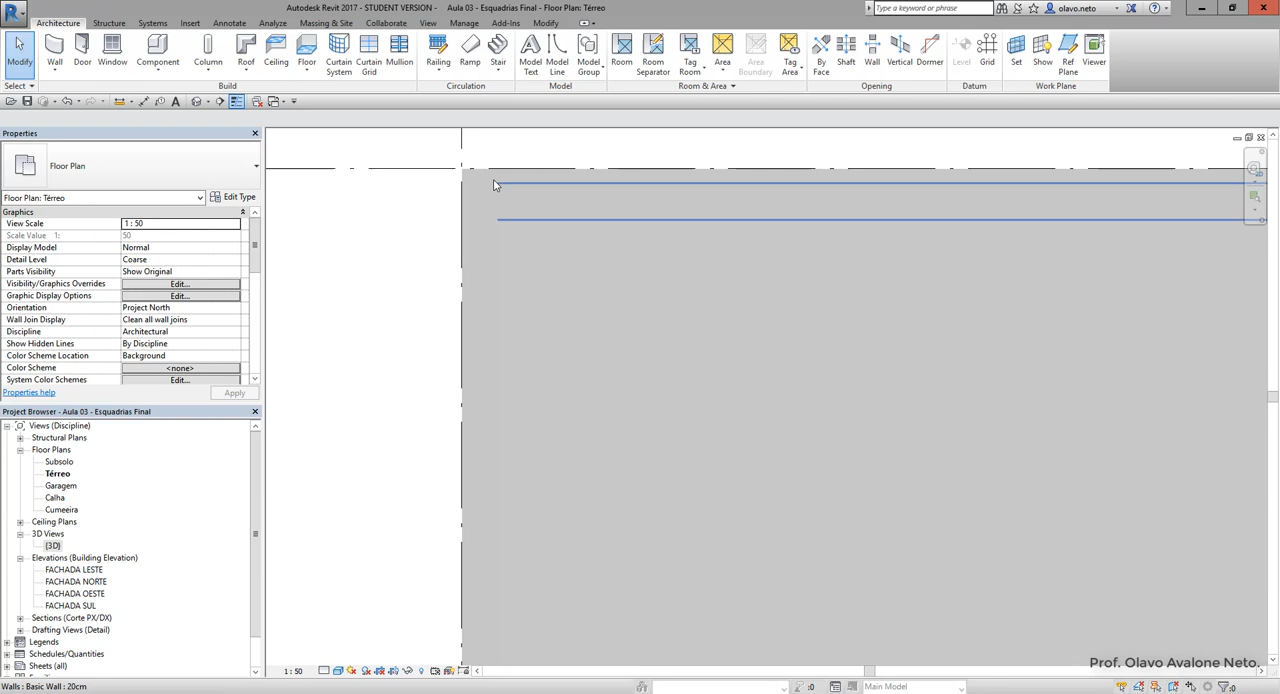 Autodesk Revit 2017 - STUDENT VERSION - Aula 03 - Esquadrias Final - Floor Plan: Térreo
Type a keyword or phrase
olavo.neto
Architecture Structure Systems Insert Annotate Analyze Massing & Site Collaborate View Manage Add-Ins Modify
Modify Wall Door Window Component Column Roof Ceiling Curtain System Floor Curtain Grid Mullion Railing Ramp Stair Model Text Model Line Model Group Room Room Separator Tag Room Area Area Boundary Tag Area By Face Shaft Wall Vertical Dormer Level Grid Set Show Ref Plane Viewer
Select Build Circulation Model Room & Area Opening Datum Work Plane
Properties
Floor Plan
Floor Plan: Térreo Edit Type
Graphics
View Scale 1 : 50
Scale Value 1: 50
Display Model Normal
Detail Level Coarse
Parts Visibility Show Original
Visibility/Graphics Overrides Edit...
Graphic Display Options Edit...
Orientation Project North
Wall Join Display Clean all wall joins
Discipline Architectural
Show Hidden Lines By Discipline
Color Scheme Location Background
Color Scheme <none>
System Color Schemes Edit...
Properties help Apply
Project Browser - Aula 03 - Esquadrias Final
Views (Discipline)
Structural Plans
Floor Plans
Subsolo
Térreo
Garagem
Calha
Cumeeira
Ceiling Plans
3D Views
{3D}
Elevations (Building Elevation)
FACHADA LESTE
FACHADA NORTE
FACHADA OESTE
FACHADA SUL
Sections (Corte PX/DX)
Drafting Views (Detail)
Legends
Schedules/Quantities
Sheets (all)
1 : 50
Prof. Olavo Avalone Neto.
Walls : Basic Wall : 20cm
:0
Main Model
:0